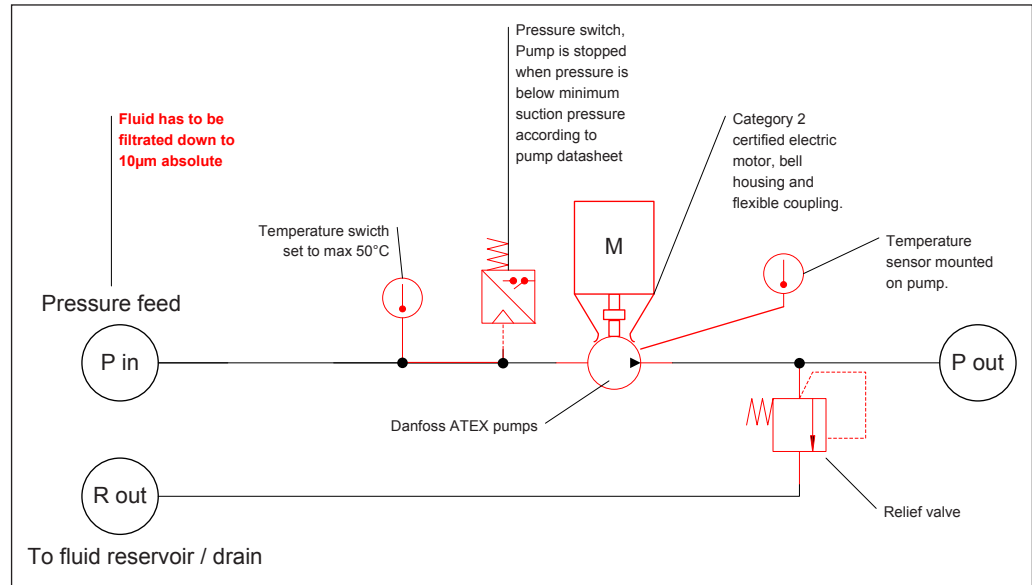 Pressure switch,
Pump is stopped
when pressure is
below minimum
suction pressure
according to
pump datasheet
Fluid has to be
filtrated down to
10µm absolute
Category 2
certified electric
motor, bell
housing and
flexible coupling.
Temperature swicth
set to max 50°C
M
Temperature
sensor mounted
on pump.
Pressure feed
P in
P out
Danfoss ATEX pumps
R out
Relief valve
To fluid reservoir / drain